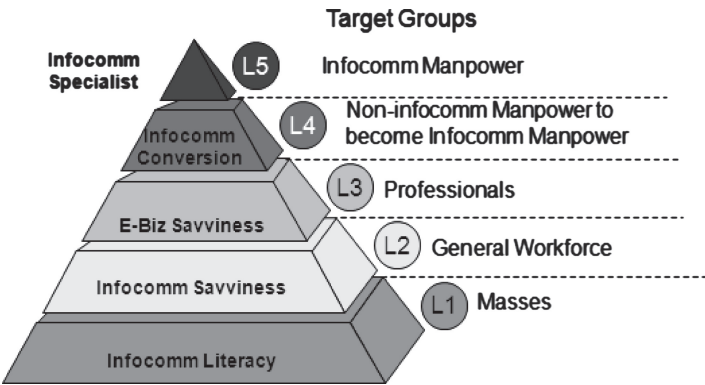 Target Groups
Infocomm
Specialist
L5
Infocomm Manpower
Infocomm
Conversion
L4
Non-infocomm Manpower to
become Infocomm Manpower
E-Biz Savviness
L3
Professionals
Infocomm Savviness
L2
General Workforce
Infocomm Literacy
L1
Masses